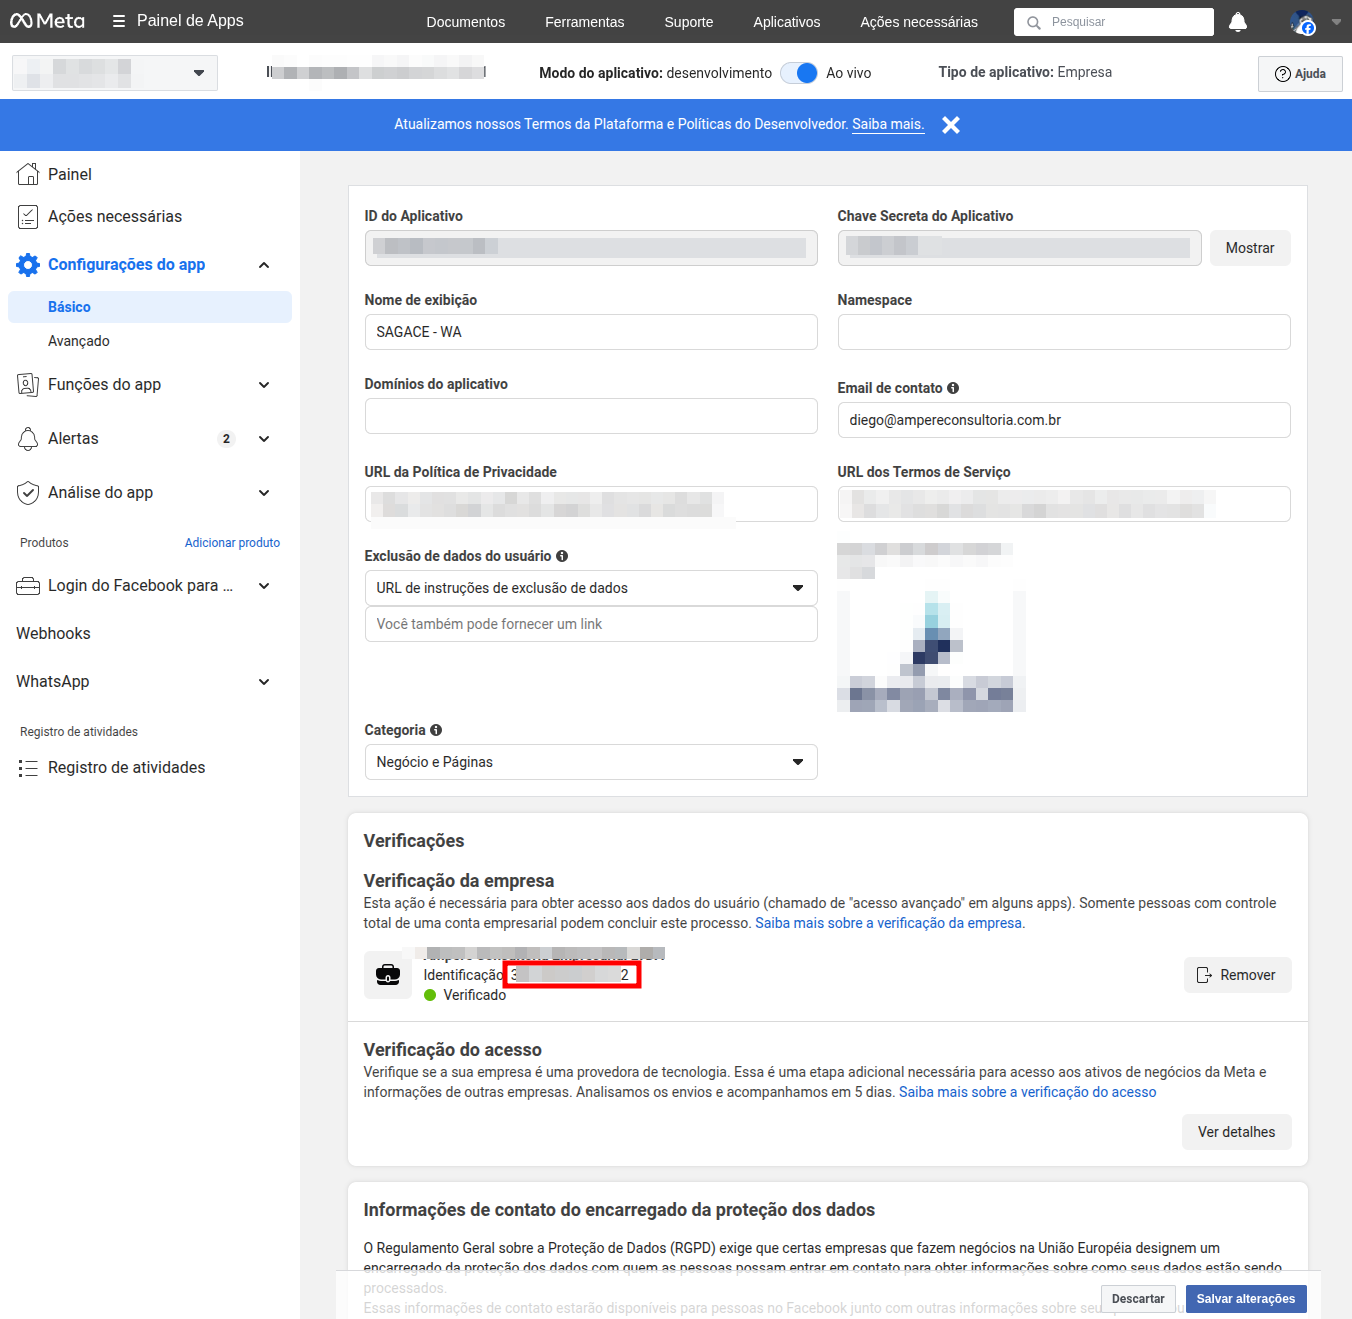 Meta
Painel de Apps
Documentos
Ferramentas
Suporte
Aplicativos
Ações necessárias
Pesquisar
Modo do aplicativo: desenvolvimento
Ao vivo
Tipo de aplicativo: Empresa
Ajuda
Atualizamos nossos Termos da Plataforma e Políticas do Desenvolvedor. Saiba mais.
Painel
Ações necessárias
Configurações do app
Básico
Avançado
Funções do app
Alertas
2
Análise do app
Produtos
Adicionar produto
Login do Facebook para ...
Webhooks
WhatsApp
Registro de atividades
Registro de atividades
ID do Aplicativo
Chave Secreta do Aplicativo
Mostrar
Nome de exibição
Namespace
SAGACE - WA
Domínios do aplicativo
Email de contato
diego@ampereconsultoria.com.br
URL da Política de Privacidade
URL dos Termos de Serviço
Exclusão de dados do usuário
URL de instruções de exclusão de dados
Você também pode fornecer um link
Categoria
Negócio e Páginas
Verificações
Verificação da empresa
Esta ação é necessária para obter acesso aos dados do usuário (chamado de "acesso avançado" em alguns apps). Somente pessoas com controle
total de uma conta empresarial podem concluir este processo. Saiba mais sobre a verificação da empresa.
Identificação 3 2
Verificado
Remover
Verificação do acesso
Verifique se a sua empresa é uma provedora de tecnologia. Essa é uma etapa adicional necessária para acesso aos ativos de negócios da Meta e
informações de outras empresas. Analisamos os envios e acompanhamos em 5 dias. Saiba mais sobre a verificação do acesso
Ver detalhes
Informações de contato do encarregado da proteção dos dados
O Regulamento Geral sobre a Proteção de Dados (RGPD) exige que certas empresas que fazem negócios na União Européia designem um
encarregado da proteção dos dados com quem as pessoas possam entrar em contato para obter informações sobre como seus dados estão sendo
processados.
Essas informações de contato estarão disponíveis para pessoas no Facebook junto com outras informações sobre seu
Descartar
Salvar alterações